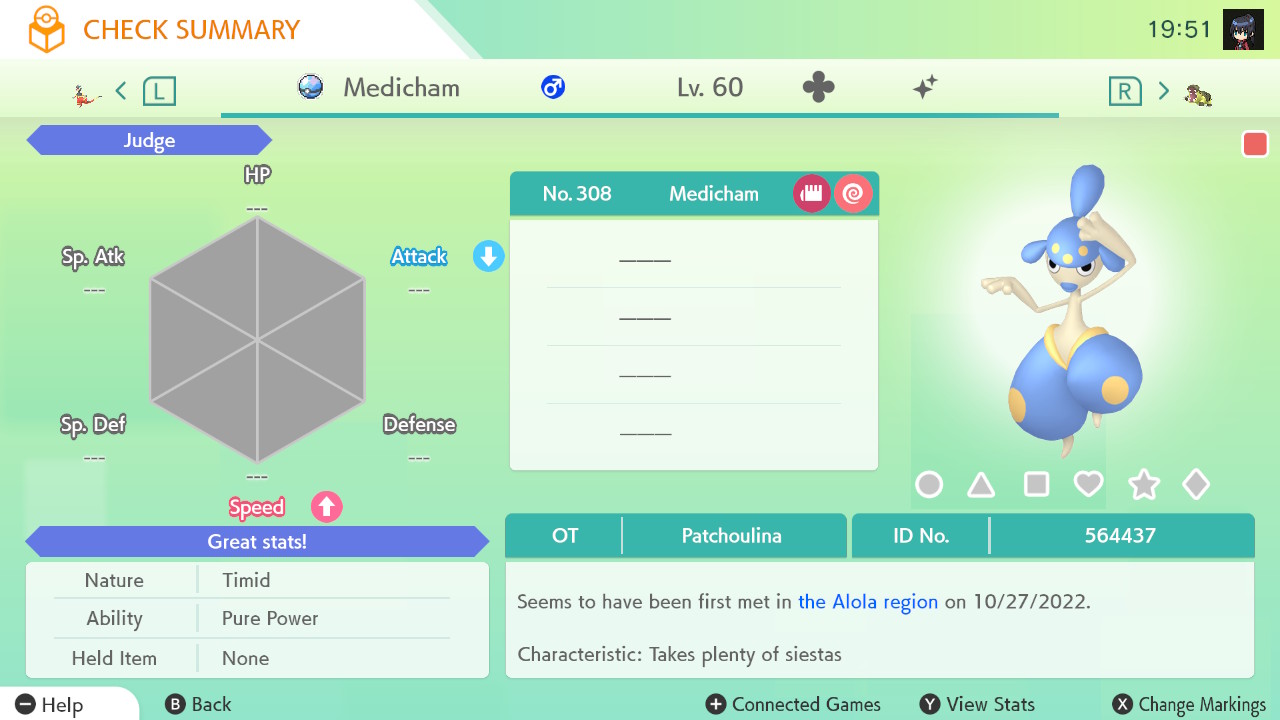 CHECK SUMMARY
19:51
L
Medicham
Lv. 60
R
Judge
HP
---
Sp. Atk
---
Attack
---
Sp. Def
---
Defense
---
---
Speed
Great stats!
Nature Timid
Ability Pure Power
Held Item None
No. 308 Medicham
———
———
———
———
OT Patchoulina
ID No. 564437
Seems to have been first met in the Alola region on 10/27/2022.
Characteristic: Takes plenty of siestas
Help
B Back
Connected Games
Y View Stats
X Change Markings